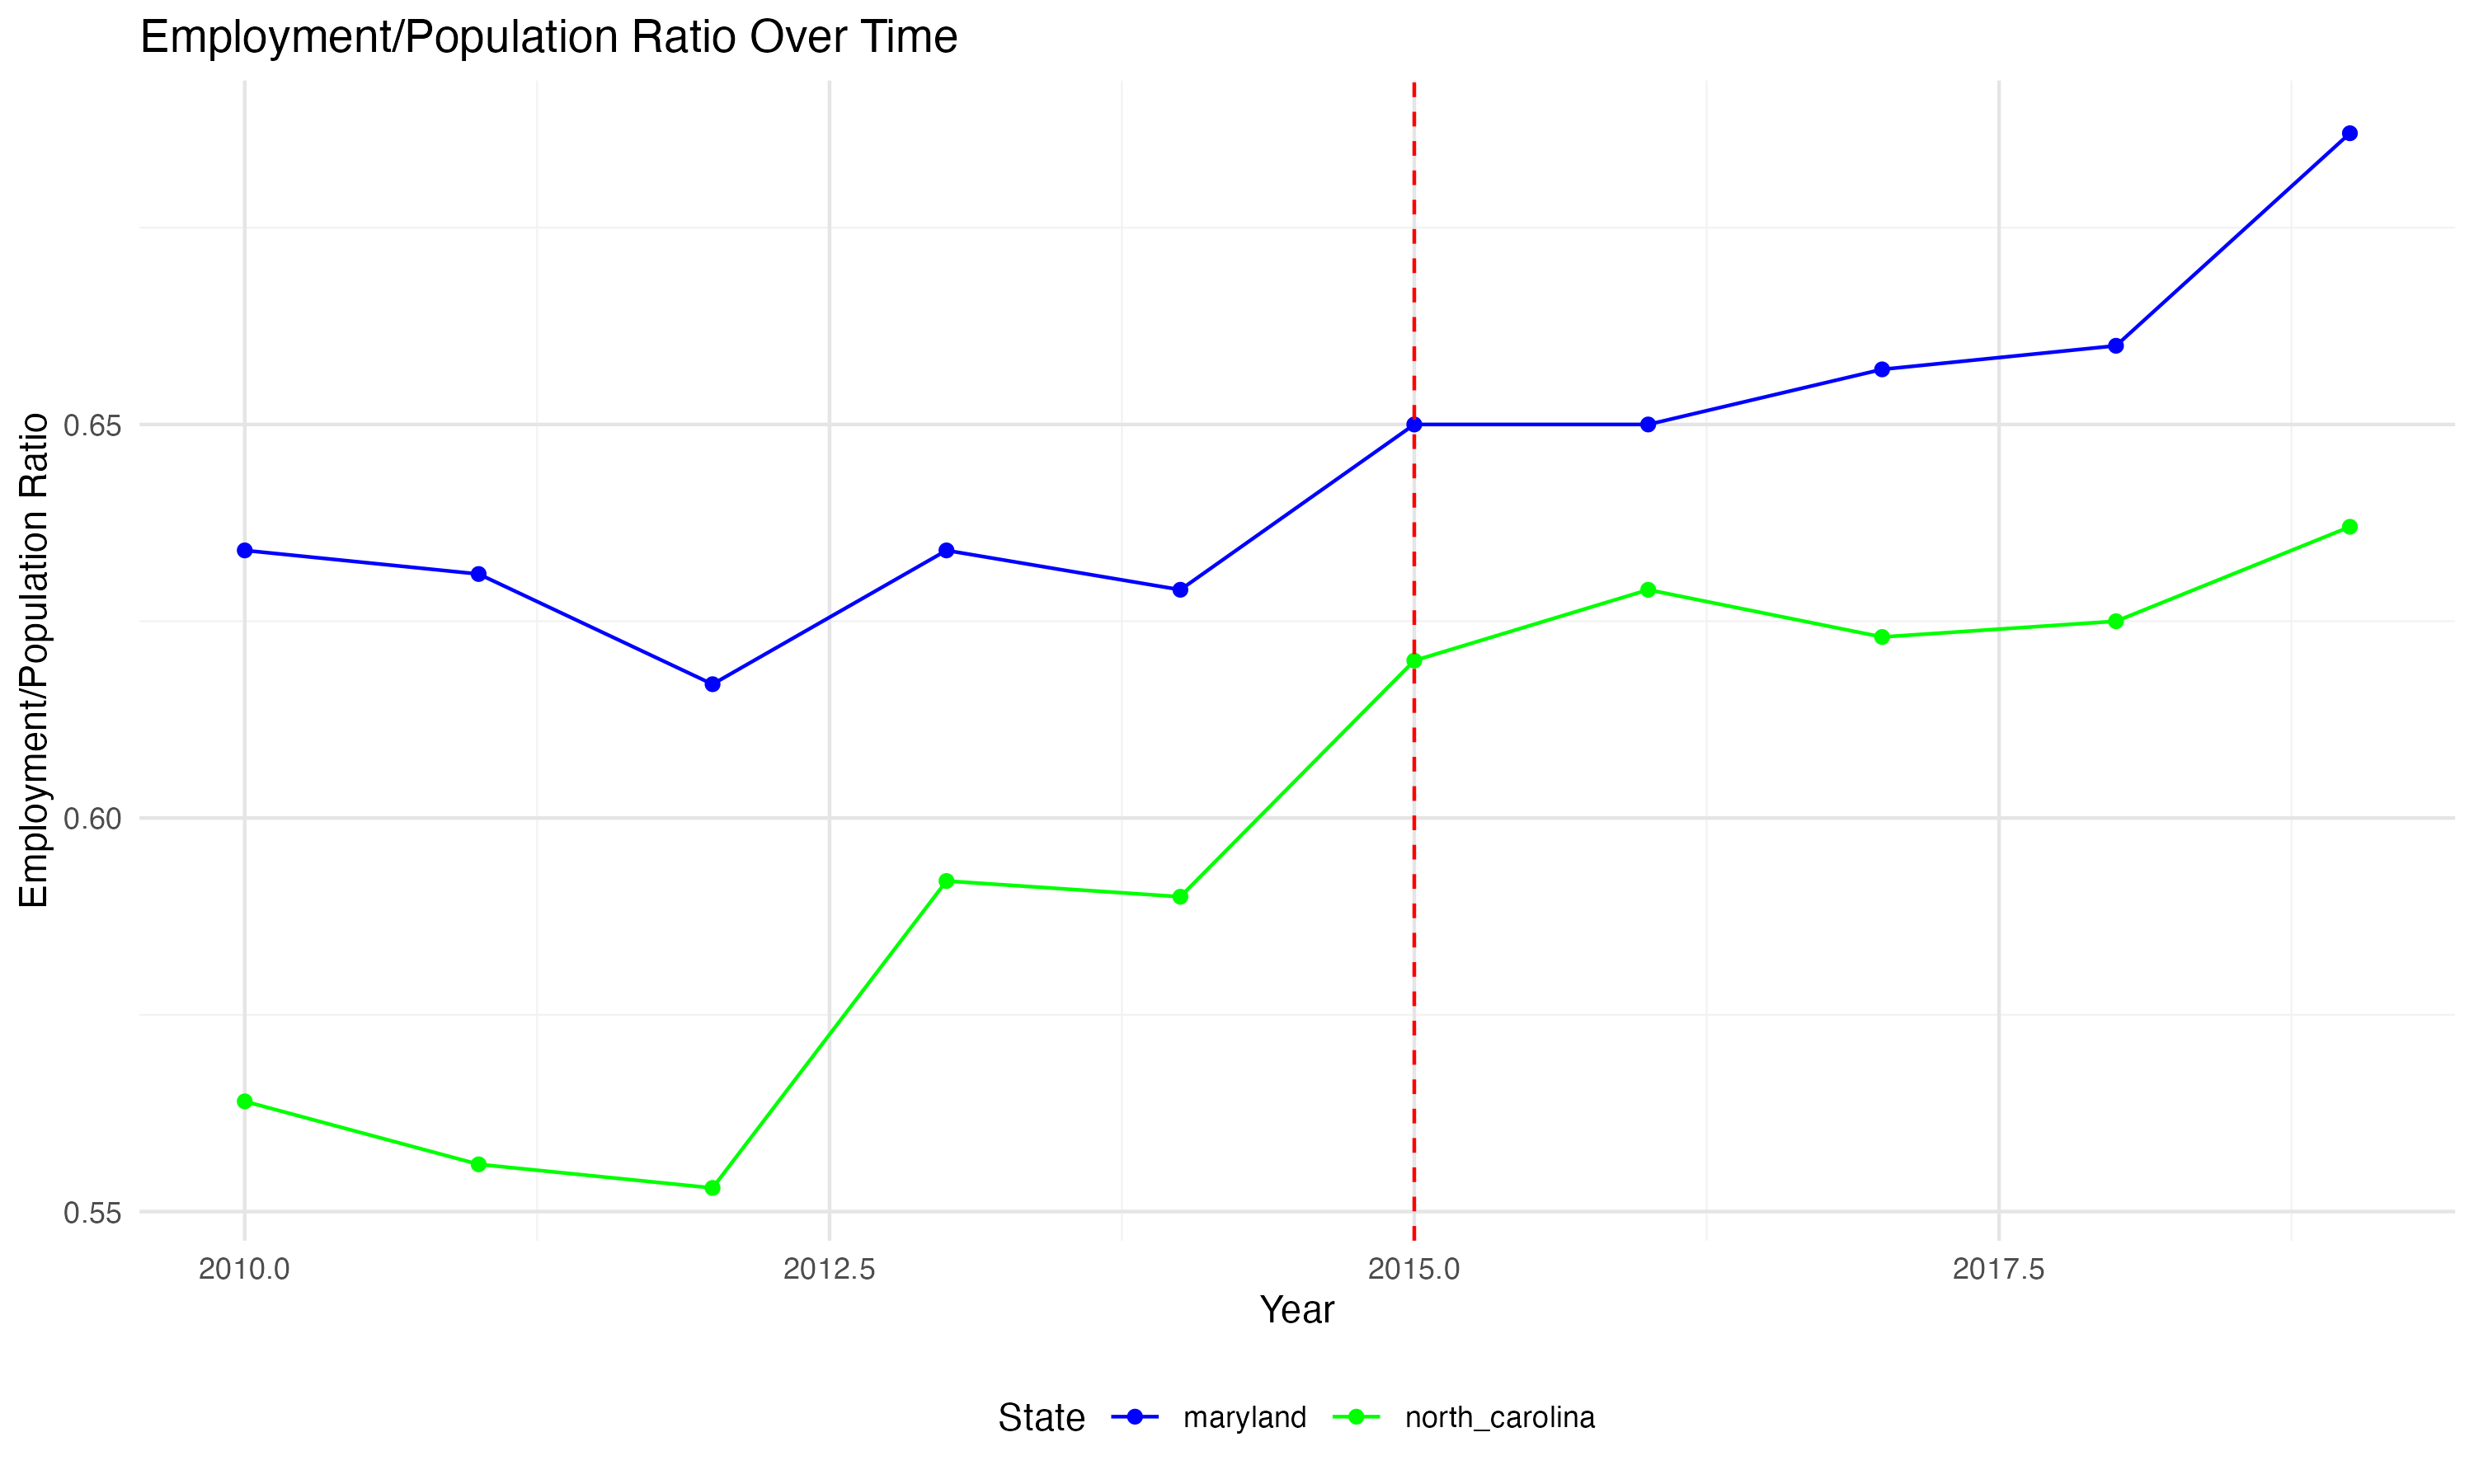 Employment/Population Ratio Over Time
Employment/Population Ratio
0.65
0.60
0.55
2010.0 2012.5 2015.0 2017.5
Year
State maryland north_carolina